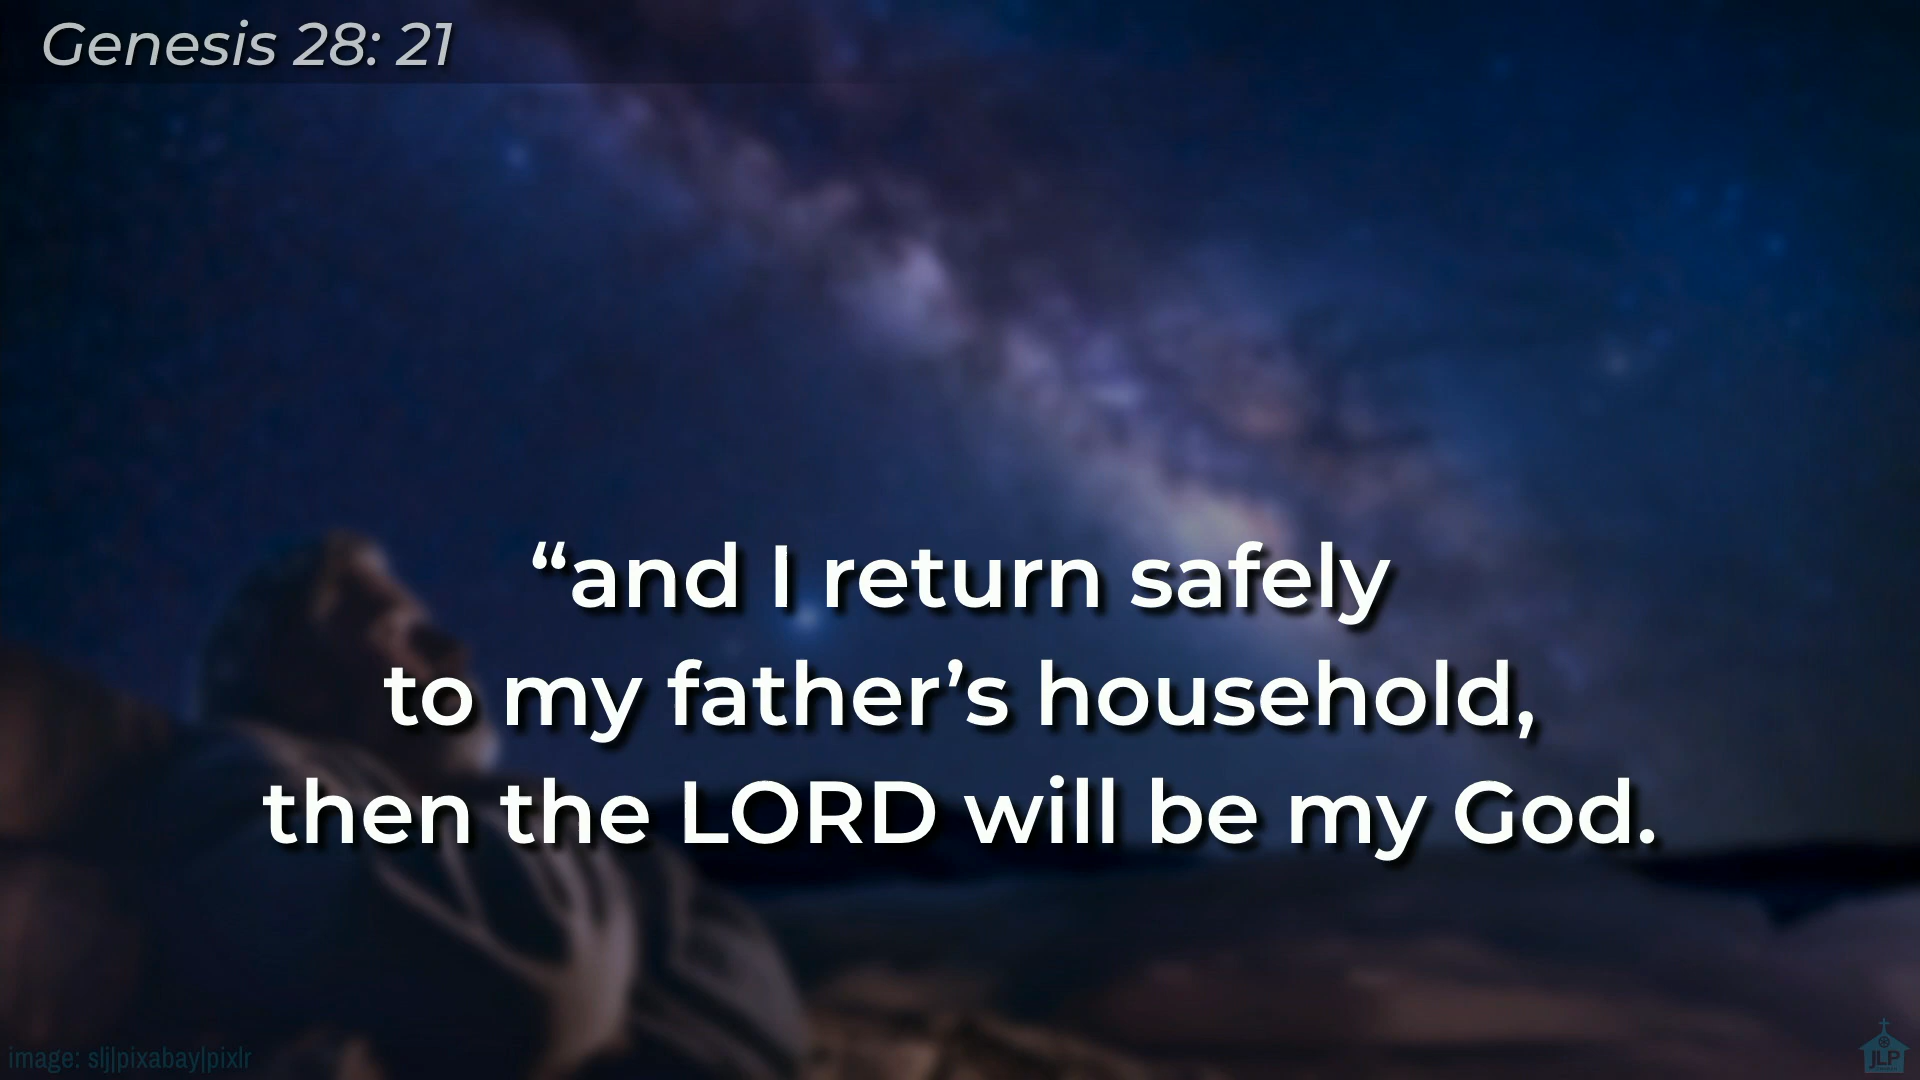 Genesis 28: 21
“and I return safely
to my father’s household,
then the LORD will be my God.
image: slj|pixabay|pixlr
JLP